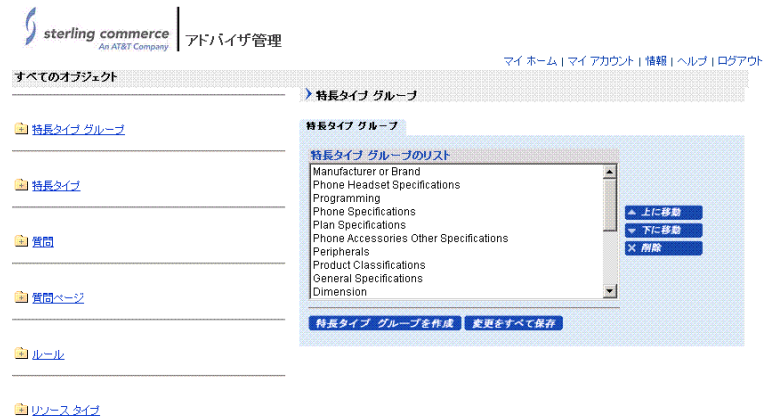 sterling commerce
An AT&T Company
アドバイザ管理
マイ ホーム | マイ アカウント | 情報 | ヘルプ | ログアウト
すべてのオブジェクト
特長タイプ グループ
特長タイプ
質問
質問ページ
ルール
リソース タイプ
特長タイプ グループ
特長タイプ グループ
特長タイプ グループのリスト
Manufacturer or Brand
Phone Headset Specifications
Programming
Phone Specifications
Plan Specifications
Phone Accessories Other Specifications
Peripherals
Product Classifications
General Specifications
Dimension
上に移動
下に移動
削除
特長タイプ グループを作成
変更をすべて保存